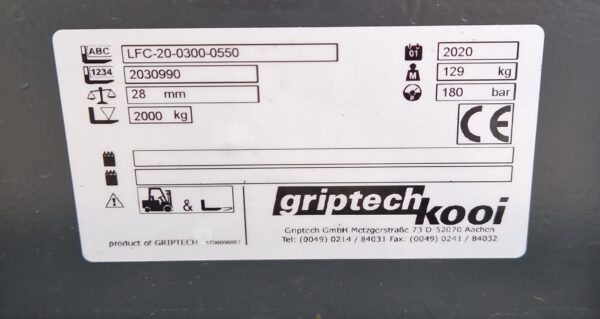 ABC LFC-20-0300-0550
1234 2030990
28 mm
2000 kg
01 2020
M 129 kg
180 bar
CE
&
griptech kooi
Griptech GmbH Metzgerstraße 73 D 52070 Aachen
Tel: (0049) 0214 / 84031 Fax: (0049) 0241 / 84032
product of GRIPTECH